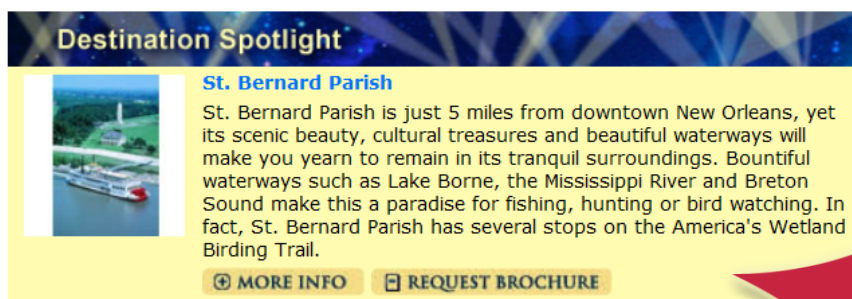 Destination Spotlight
St. Bernard Parish
St. Bernard Parish is just 5 miles from downtown New Orleans, yet
its scenic beauty, cultural treasures and beautiful waterways will
make you yearn to remain in its tranquil surroundings. Bountiful
waterways such as Lake Borne, the Mississippi River and Breton
Sound make this a paradise for fishing, hunting or bird watching. In
fact, St. Bernard Parish has several stops on the America's Wetland
Birding Trail.
MORE INFO REQUEST BROCHURE